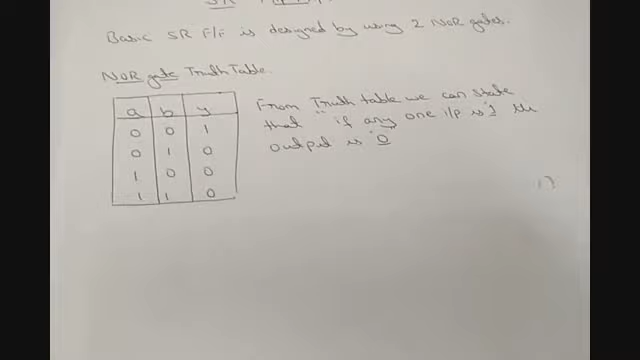 SR
Basic SR F/F is designed by using 2 NOR gates.
NOR gate Truth Table.
a b y
0 0 1
0 1 0
1 0 0
1 1 0
From Truth table we can state
that " if any one i/p is '1' the
output is '0'